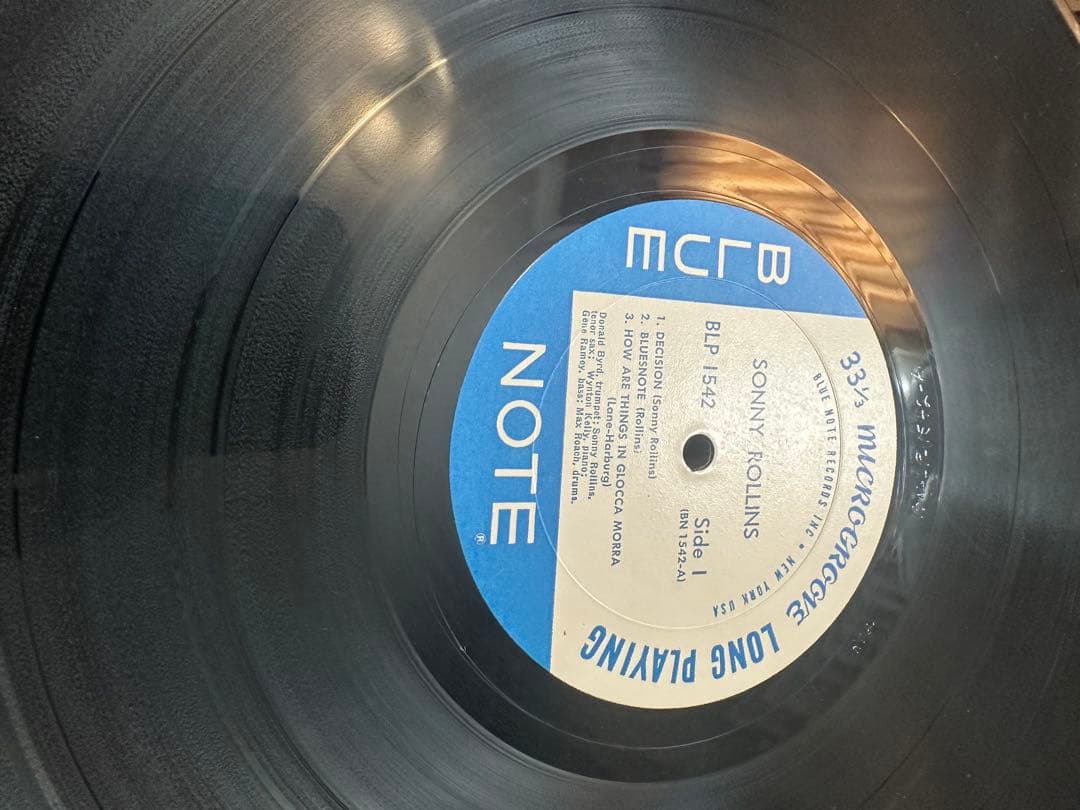 33⅓ MICROGROOVE LONG PLAYING
BLUE NOTE RECORDS INC • NEW YORK USA
SONNY ROLLINS
BLP 1542
Side 1
(BN 1542-A)
1. DECISION (Sonny Rollins)
2. BLUESNOTE (Rollins)
3. HOW ARE THINGS IN GLOCCA MORRA
(Lane-Harburg)
Donald Byrd, trumpet; Sonny Rollins,
tenor sax; Wynton Kelly, piano;
Gene Ramey, bass; Max Roach, drums.
BLUE
NOTE ®